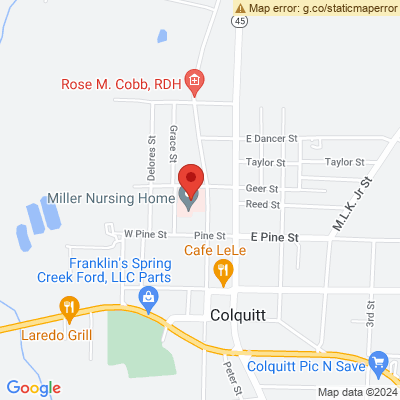 Map error: g.co/staticmaperror
45
Rose M. Cobb, RDH
E Dancer St
Delores St
Grace St
Taylor St
Taylor St
Geer St
Miller Nursing Home
Reed St
M.L.K. Jr St
W Pine St
Pine St
E Pine St
Cafe LeLe
Franklin's Spring
Creek Ford, LLC Parts
Laredo Grill
Colquitt
3rd St
Peter St
Colquitt Pic N Save
Google
Map data ©2024